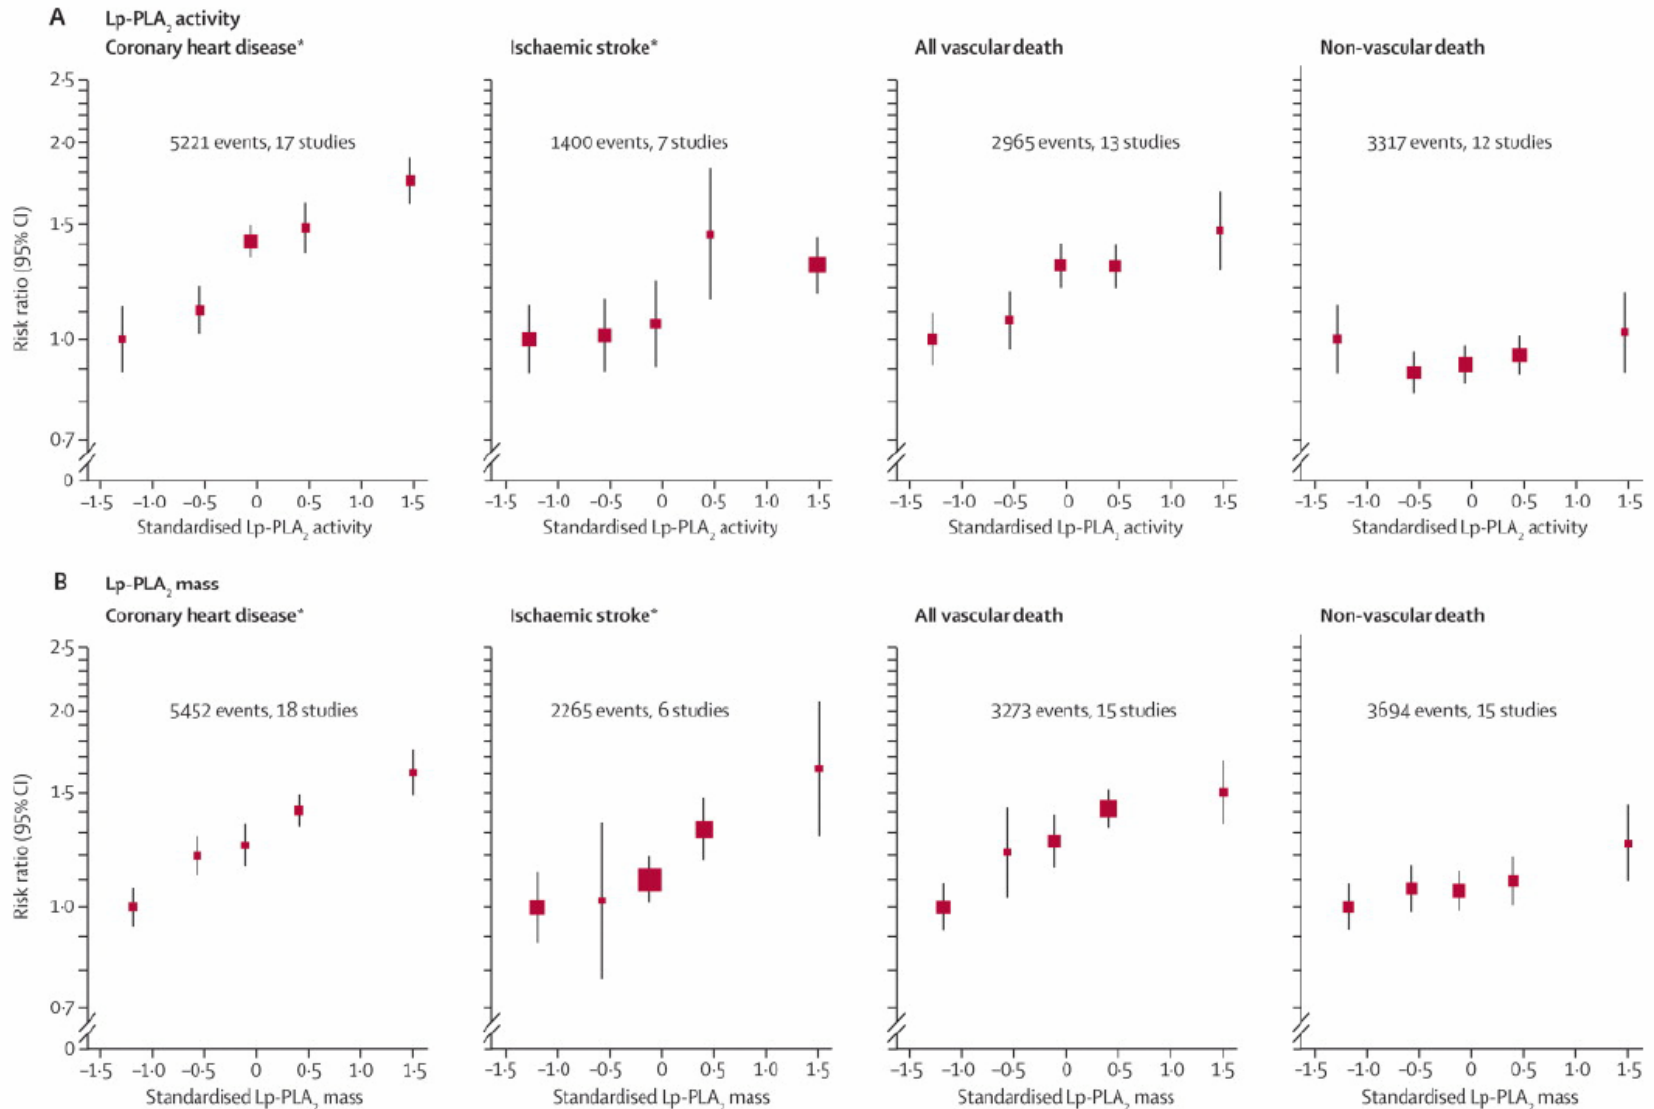 A Lp-PLA₂ activity
Coronary heart disease* Ischaemic stroke* All vascular death Non-vascular death
2·5
5221 events, 17 studies 1400 events, 7 studies 2965 events, 13 studies 3317 events, 12 studies
2·0
1·5
Risk ratio (95% CI)
1·0
0·7
0
–1·5 –1·0 –0·5 0 0·5 1·0 1·5 –1·5 –1·0 –0·5 0 0·5 1·0 1·5 –1·5 –1·0 –0·5 0 0·5 1·0 1·5 –1·5 –1·0 –0·5 0 0·5 1·0 1·5
Standardised Lp-PLA₂ activity Standardised Lp-PLA₂ activity Standardised Lp-PLA₂ activity Standardised Lp-PLA₂ activity
B Lp-PLA₂ mass
Coronary heart disease* Ischaemic stroke* All vascular death Non-vascular death
2·5
2·0
5452 events, 18 studies 2265 events, 6 studies 3273 events, 15 studies 3694 events, 15 studies
1·5
Risk ratio (95% CI)
1·0
0·7
0
–1·5 –1·0 –0·5 0 0·5 1·0 1·5 –1·5 –1·0 –0·5 0 0·5 1·0 1·5 –1·5 –1·0 –0·5 0 0·5 1·0 1·5 –1·5 –1·0 –0·5 0 0·5 1·0 1·5
Standardised Lp-PLA₂ mass Standardised Lp-PLA₂ mass Standardised Lp-PLA₂ mass Standardised Lp-PLA₂ mass